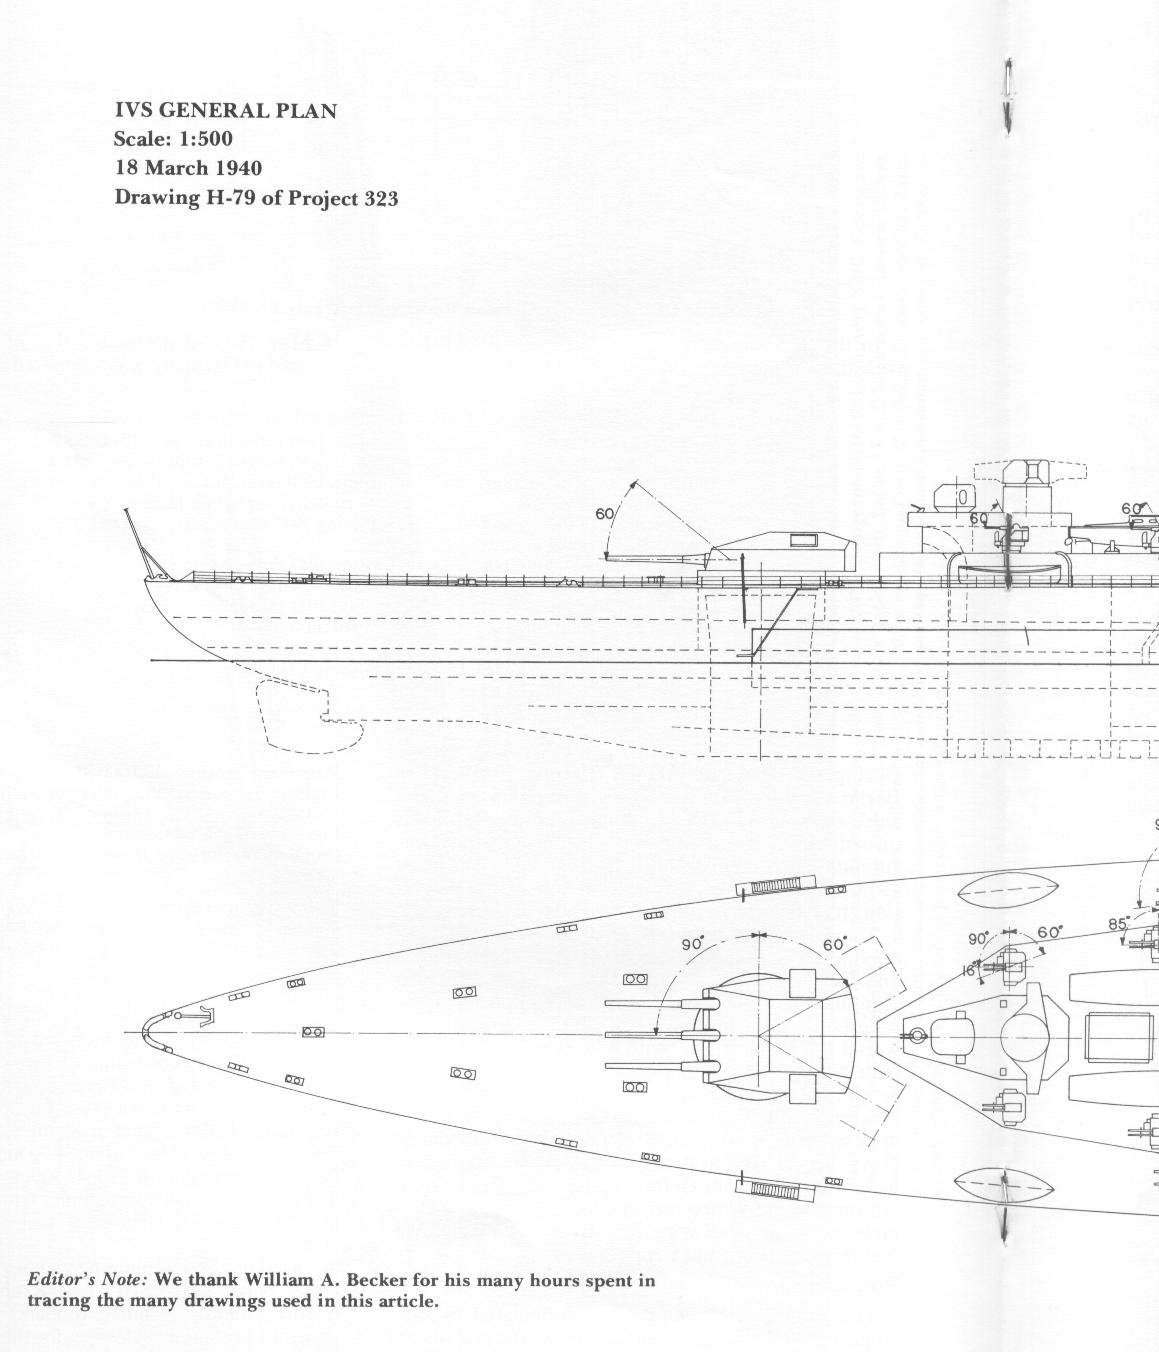 IVS GENERAL PLAN
Scale: 1:500
18 March 1940
Drawing H-79 of Project 323
60
60
60
90°
60°
90°
60°
85°
16°
Editor's Note: We thank William A. Becker for his many hours spent in
tracing the many drawings used in this article.